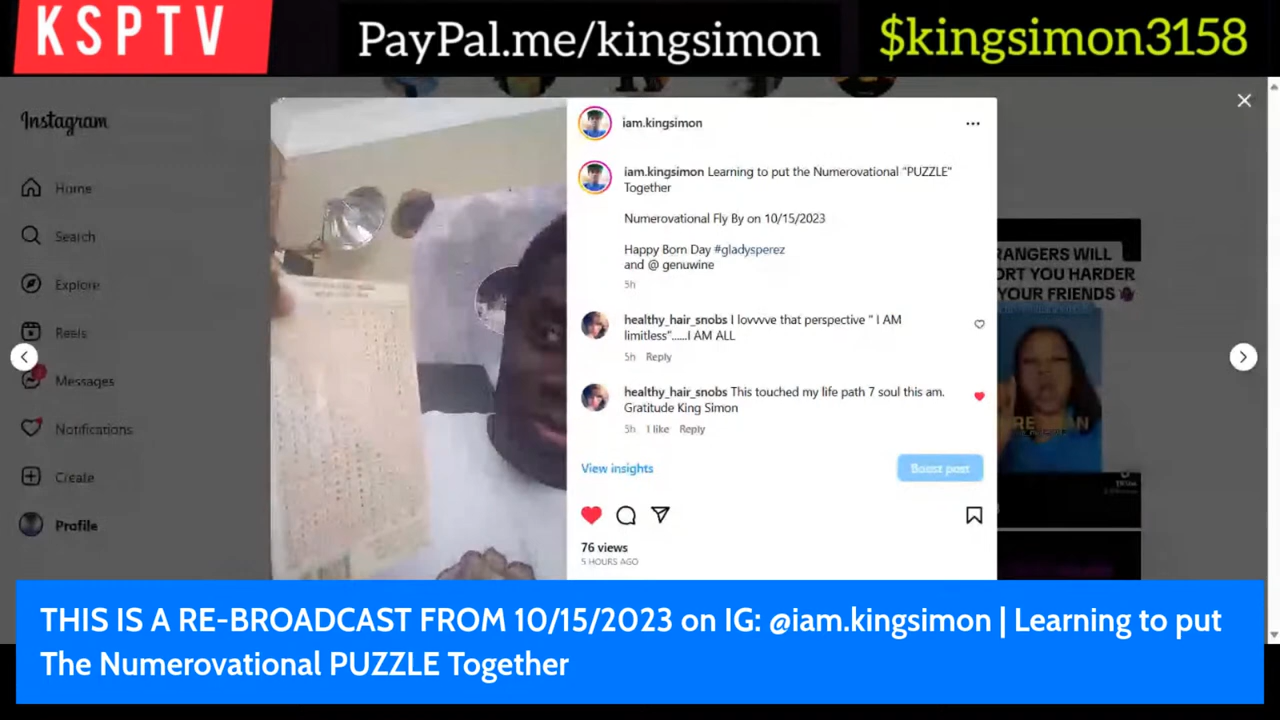 KSPTV
PayPal.me/kingsimon
$kingsimon3158
Instagram
Home
Search
Explore
Reels
Messages
Notifications
Create
Profile
iam.kingsimon
iam.kingsimon Learning to put the Numerovational "PUZZLE"
Together
Numerovational Fly By on 10/15/2023
Happy Born Day #gladysperez
and @ genuwine
5h
healthy_hair_snobs I lovvvve that perspective " I AM
limitless"......I AM ALL
5h Reply
healthy_hair_snobs This touched my life path 7 soul this am.
Gratitude King Simon
5h 1 like Reply
View insights
Boost post
76 views
5 HOURS AGO
RANGERS WILL
ORT YOU HARDER
YOUR FRIENDS
THIS IS A RE-BROADCAST FROM 10/15/2023 on IG: @iam.kingsimon | Learning to put
The Numerovational PUZZLE Together